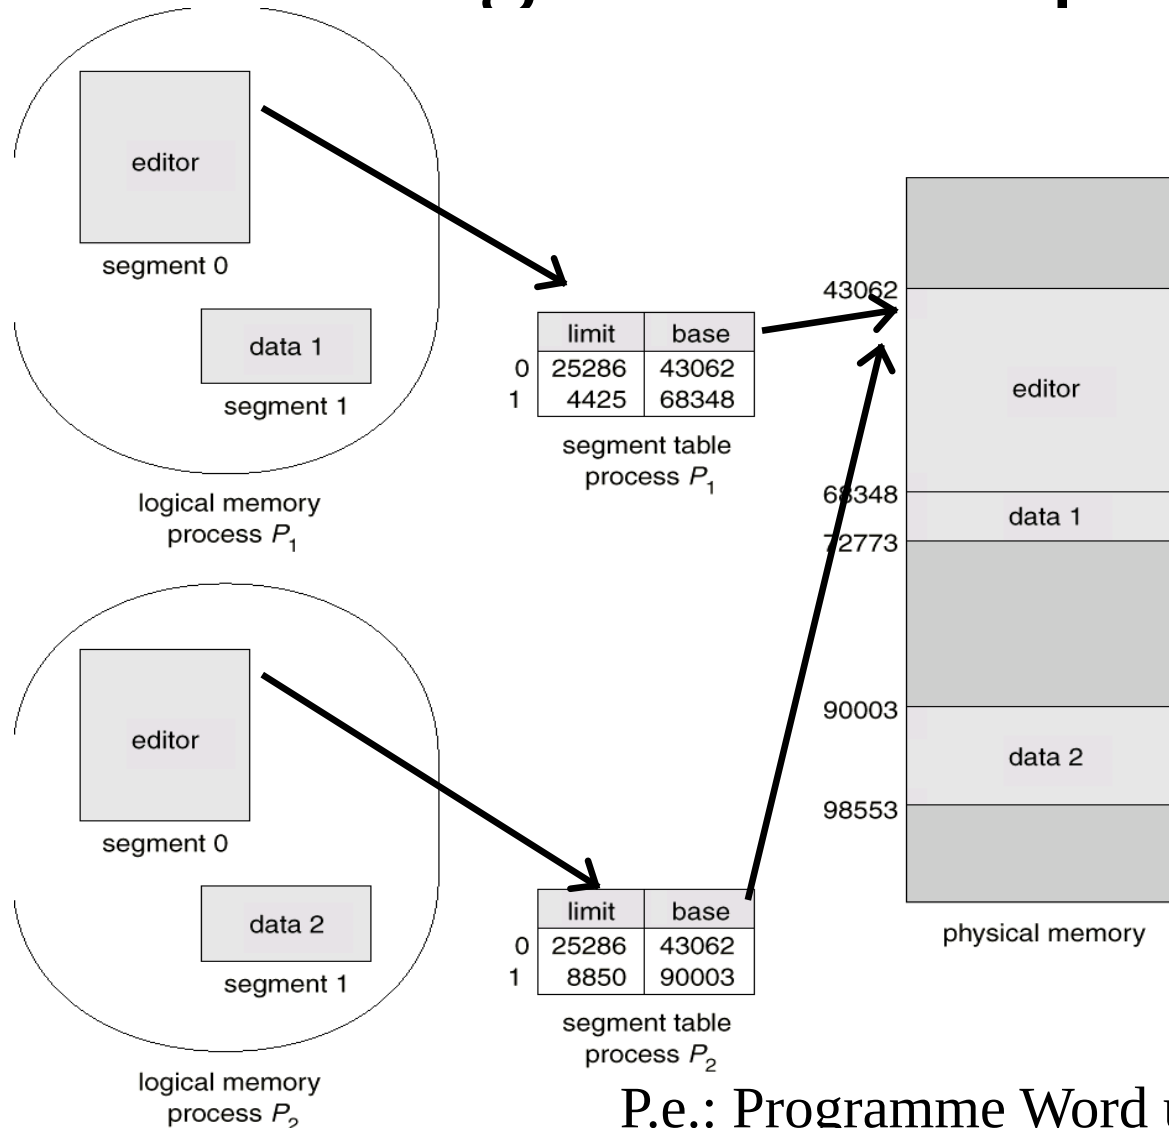 editor
segment 0
data 1
segment 1
logical memory
process P1
limit base
0 25286 43062
1 4425 68348
segment table
process P1
43062
editor
68348
data 1
72773
90003
data 2
98553
physical memory
editor
segment 0
data 2
segment 1
logical memory
process P2
limit base
0 25286 43062
1 8850 90003
segment table
process P2
P.e.: Programme Word